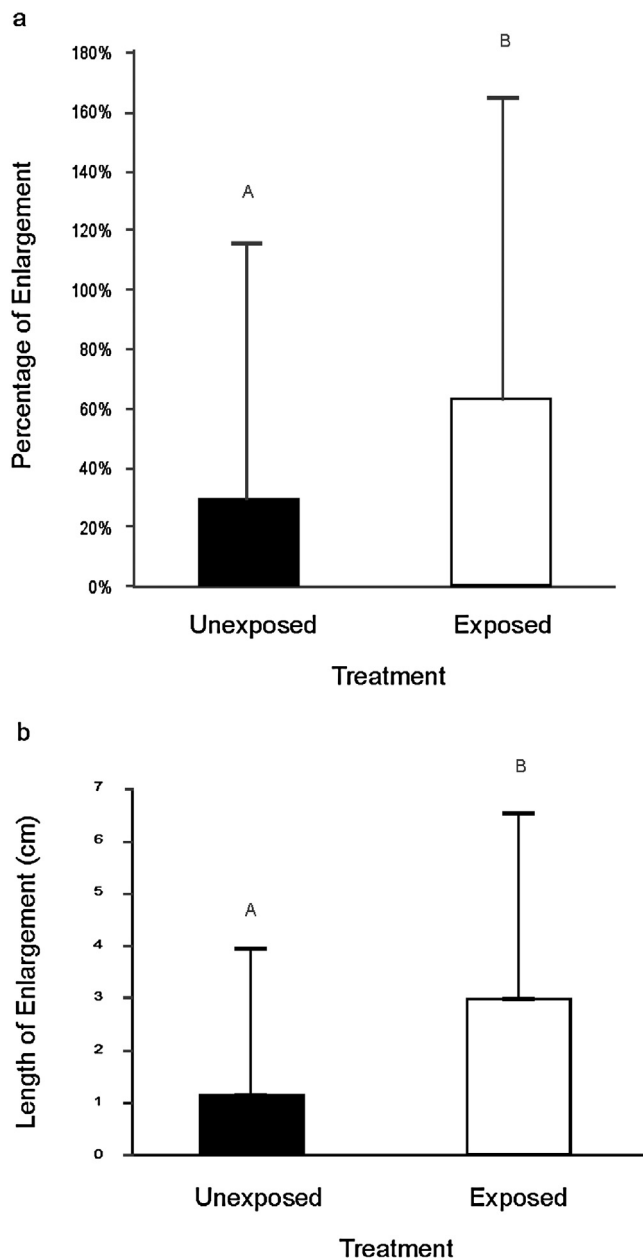 a
B
180%
160%
140%
A
120%
100%
80%
60%
40%
20%
0%
Percentage of Enlargement
Unexposed Exposed
Treatment
b
B
7
6
5
A
4
3
2
1
0
Length of Enlargement (cm)
Unexposed Exposed
Treatment